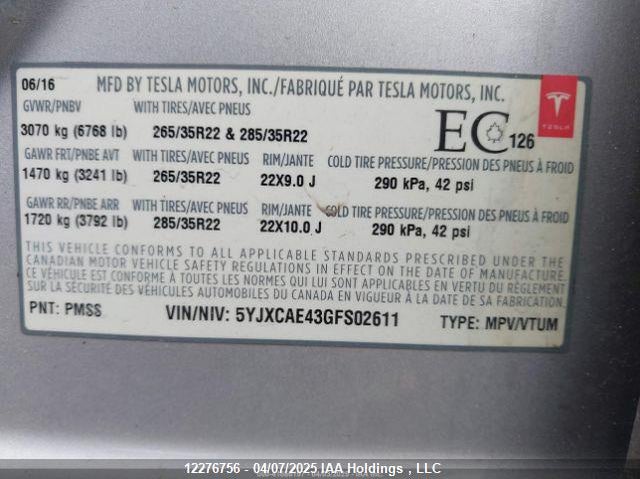 06/16 MFD BY TESLA MOTORS, INC./FABRIQUÉ PAR TESLA MOTORS, INC.
GVWR/PNBV WITH TIRES/AVEC PNEUS
3070 kg (6768 lb) 265/35R22 & 285/35R22
EC 126
TESLA
GAWR FRT/PNBE AVT WITH TIRES/AVEC PNEUS RIM/JANTE COLD TIRE PRESSURE/PRESSION DES PNEUS À FROID
1470 kg (3241 lb) 265/35R22 22X9.0 J 290 kPa, 42 psi
GAWR RR/PNBE ARR WITH TIRES/AVEC PNEUS RIM/JANTE COLD TIRE PRESSURE/PRESSION DES PNEUS À FROID
1720 kg (3792 lb) 285/35R22 22X10.0 J 290 kPa, 42 psi
THIS VEHICLE CONFORMS TO ALL APPLICABLE STANDARDS PRESCRIBED UNDER THE
CANADIAN MOTOR VEHICLE SAFETY REGULATIONS IN EFFECT ON THE DATE OF MANUFACTURE.
CE VÉHICULE EST CONFORME À TOUTES LES NORMES QUI LUI SONT APPLICABLES EN VERTU DU RÈGLEMENT
SUR LA SÉCURITÉ DES VÉHICULES AUTOMOBILES DU CANADA EN VIGUEUR À LA DATE DE SA FABRICATION.
PNT: PMSS VIN/NIV: 5YJXCAE43GFS02611 TYPE: MPV/VTUM
12276756 - 04/07/2025 IAA Holdings , LLC